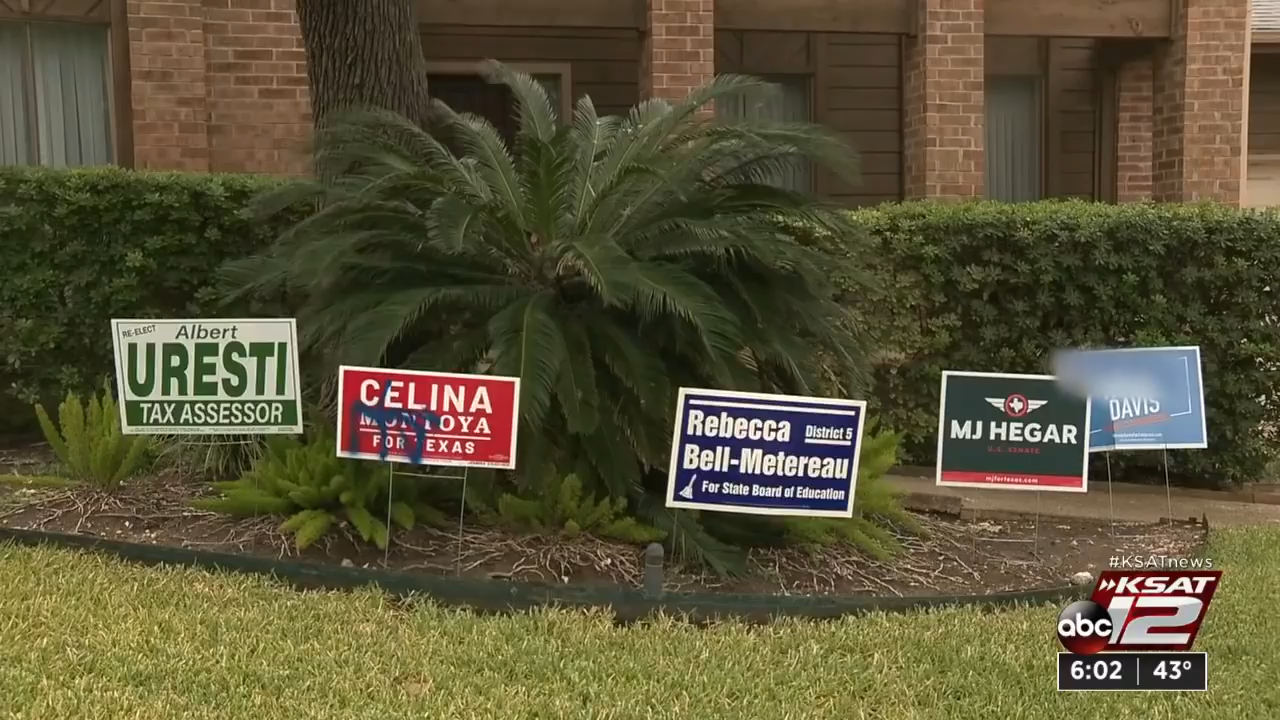 RE-ELECT
Albert
URESTI
TAX ASSESSOR
CELINA
MONTOYA
FOR TEXAS
Rebecca
District 5
Bell-Metereau
For State Board of Education
MJ HEGAR
U.S. SENATE
mjfortexas.com
DAVIS
#KSATnews
KSAT
abc 12
6:02 43°